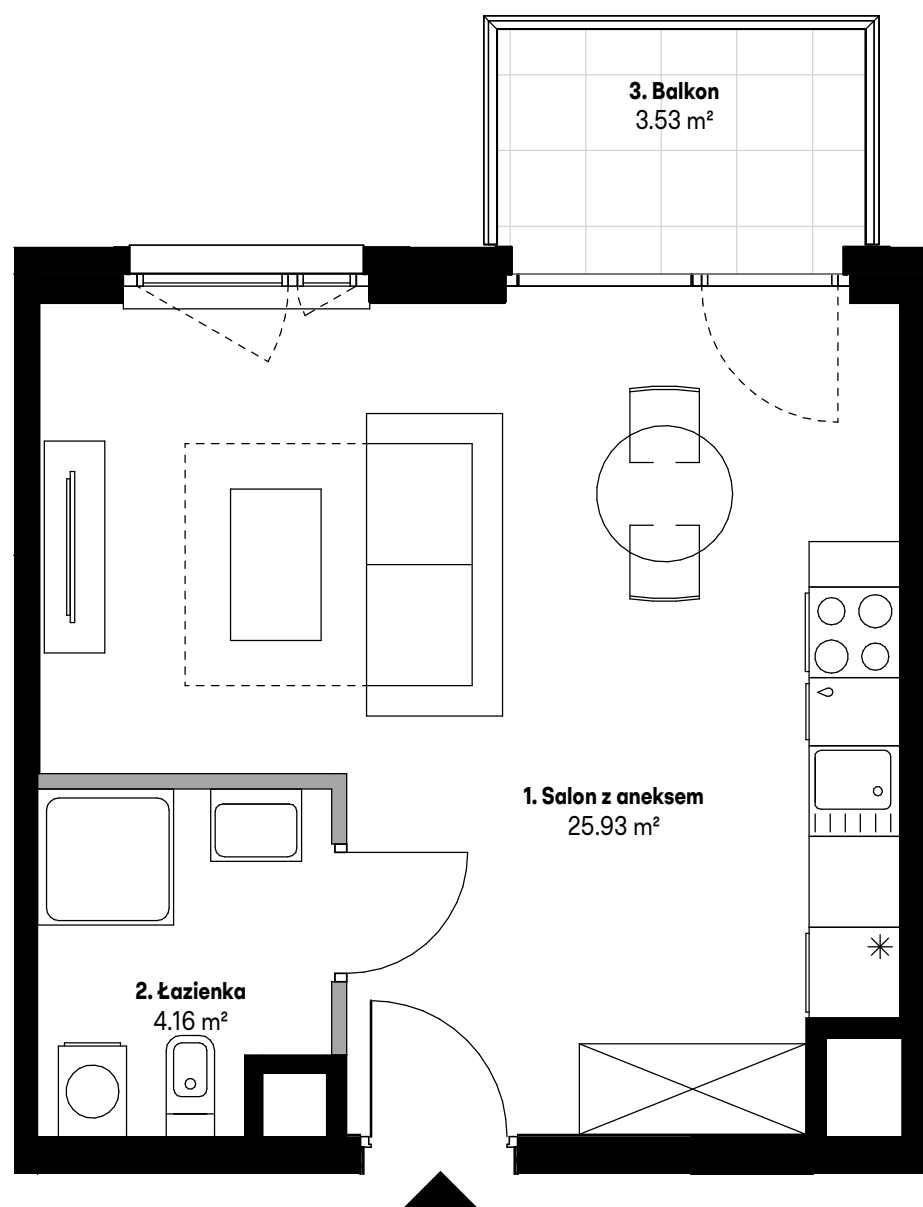 3. Balkon
3.53 m²
1. Salon z aneksem
25.93 m²
2. Łazienka
4.16 m²